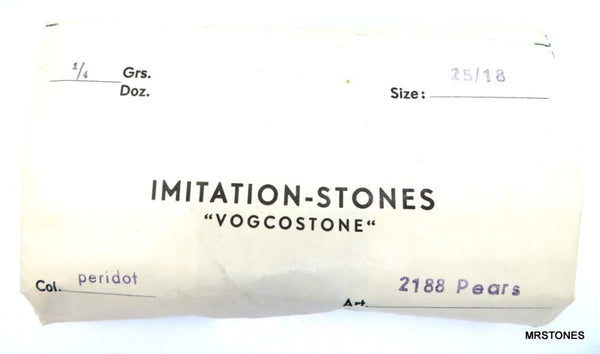 1/4 Grs.
Doz.
Size: 25/18
IMITATION-STONES
"VOGCOSTONE"
Col. peridot
Art. 2188 Pears
MRSTONES